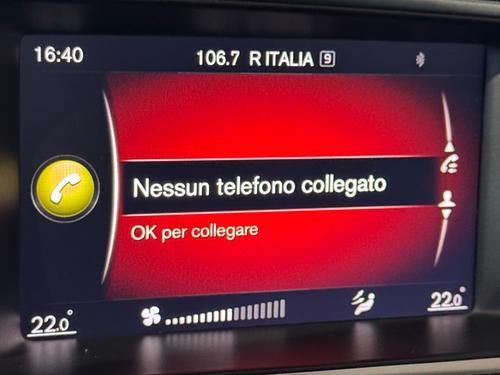 16:40
106.7 R ITALIA 9
Nessun telefono collegato
OK per collegare
22.0°
22.0°